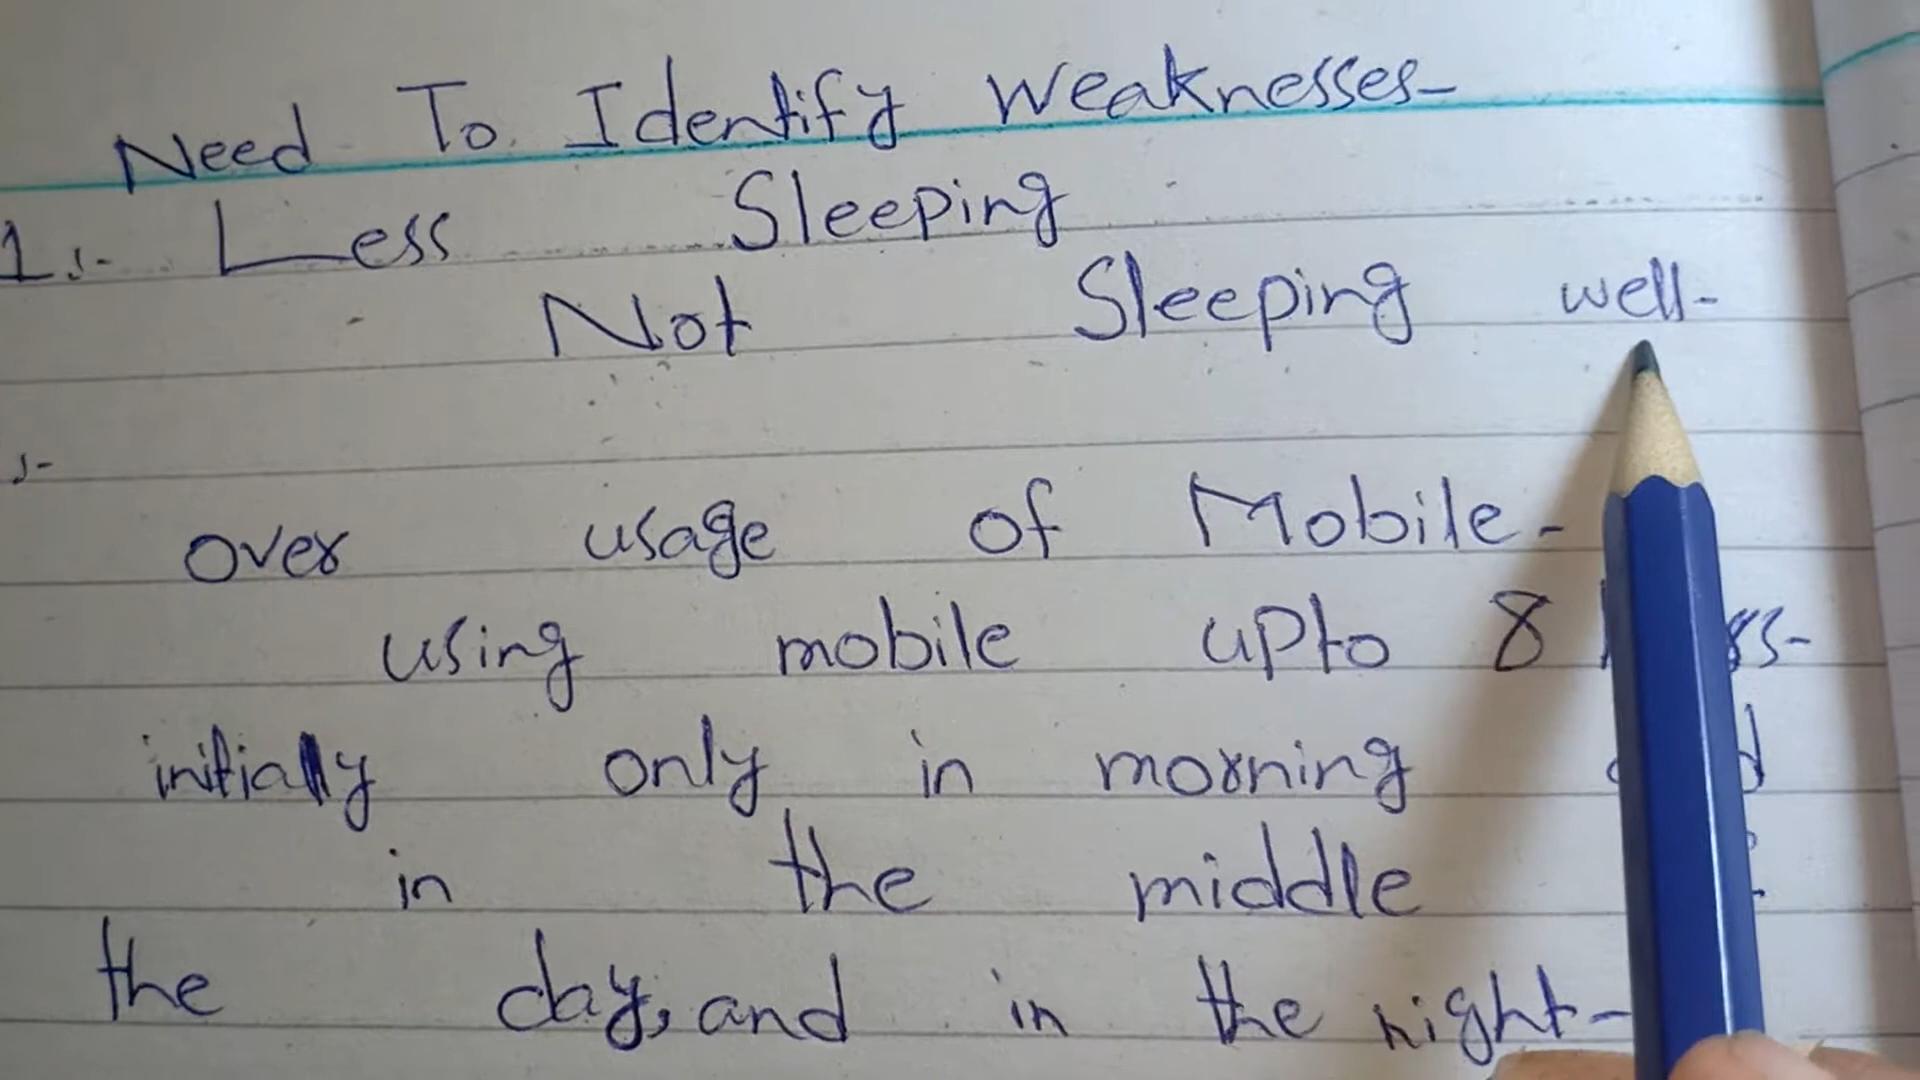 Need To Identify Weaknesses-
1.:- Less Sleeping
Not Sleeping well-
:-
over usage of Mobile-
using mobile upto 8
initially only in morning
in the middle
the day, and in the night-